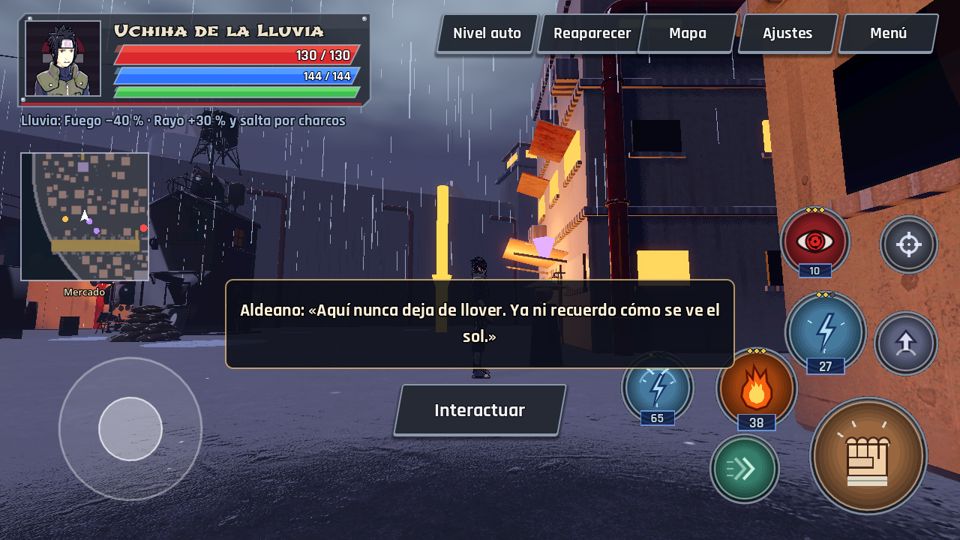 Uchiha de la Lluvia
Nivel auto
Reaparecer
Mapa
Ajustes
Menú
130 / 130
144 / 144
Lluvia: Fuego −40 % · Rayo +30 % y salta por charcos
Mercado
10
27
65
38
Aldeano: «Aquí nunca deja de llover. Ya ni recuerdo cómo se ve el
sol.»
Interactuar